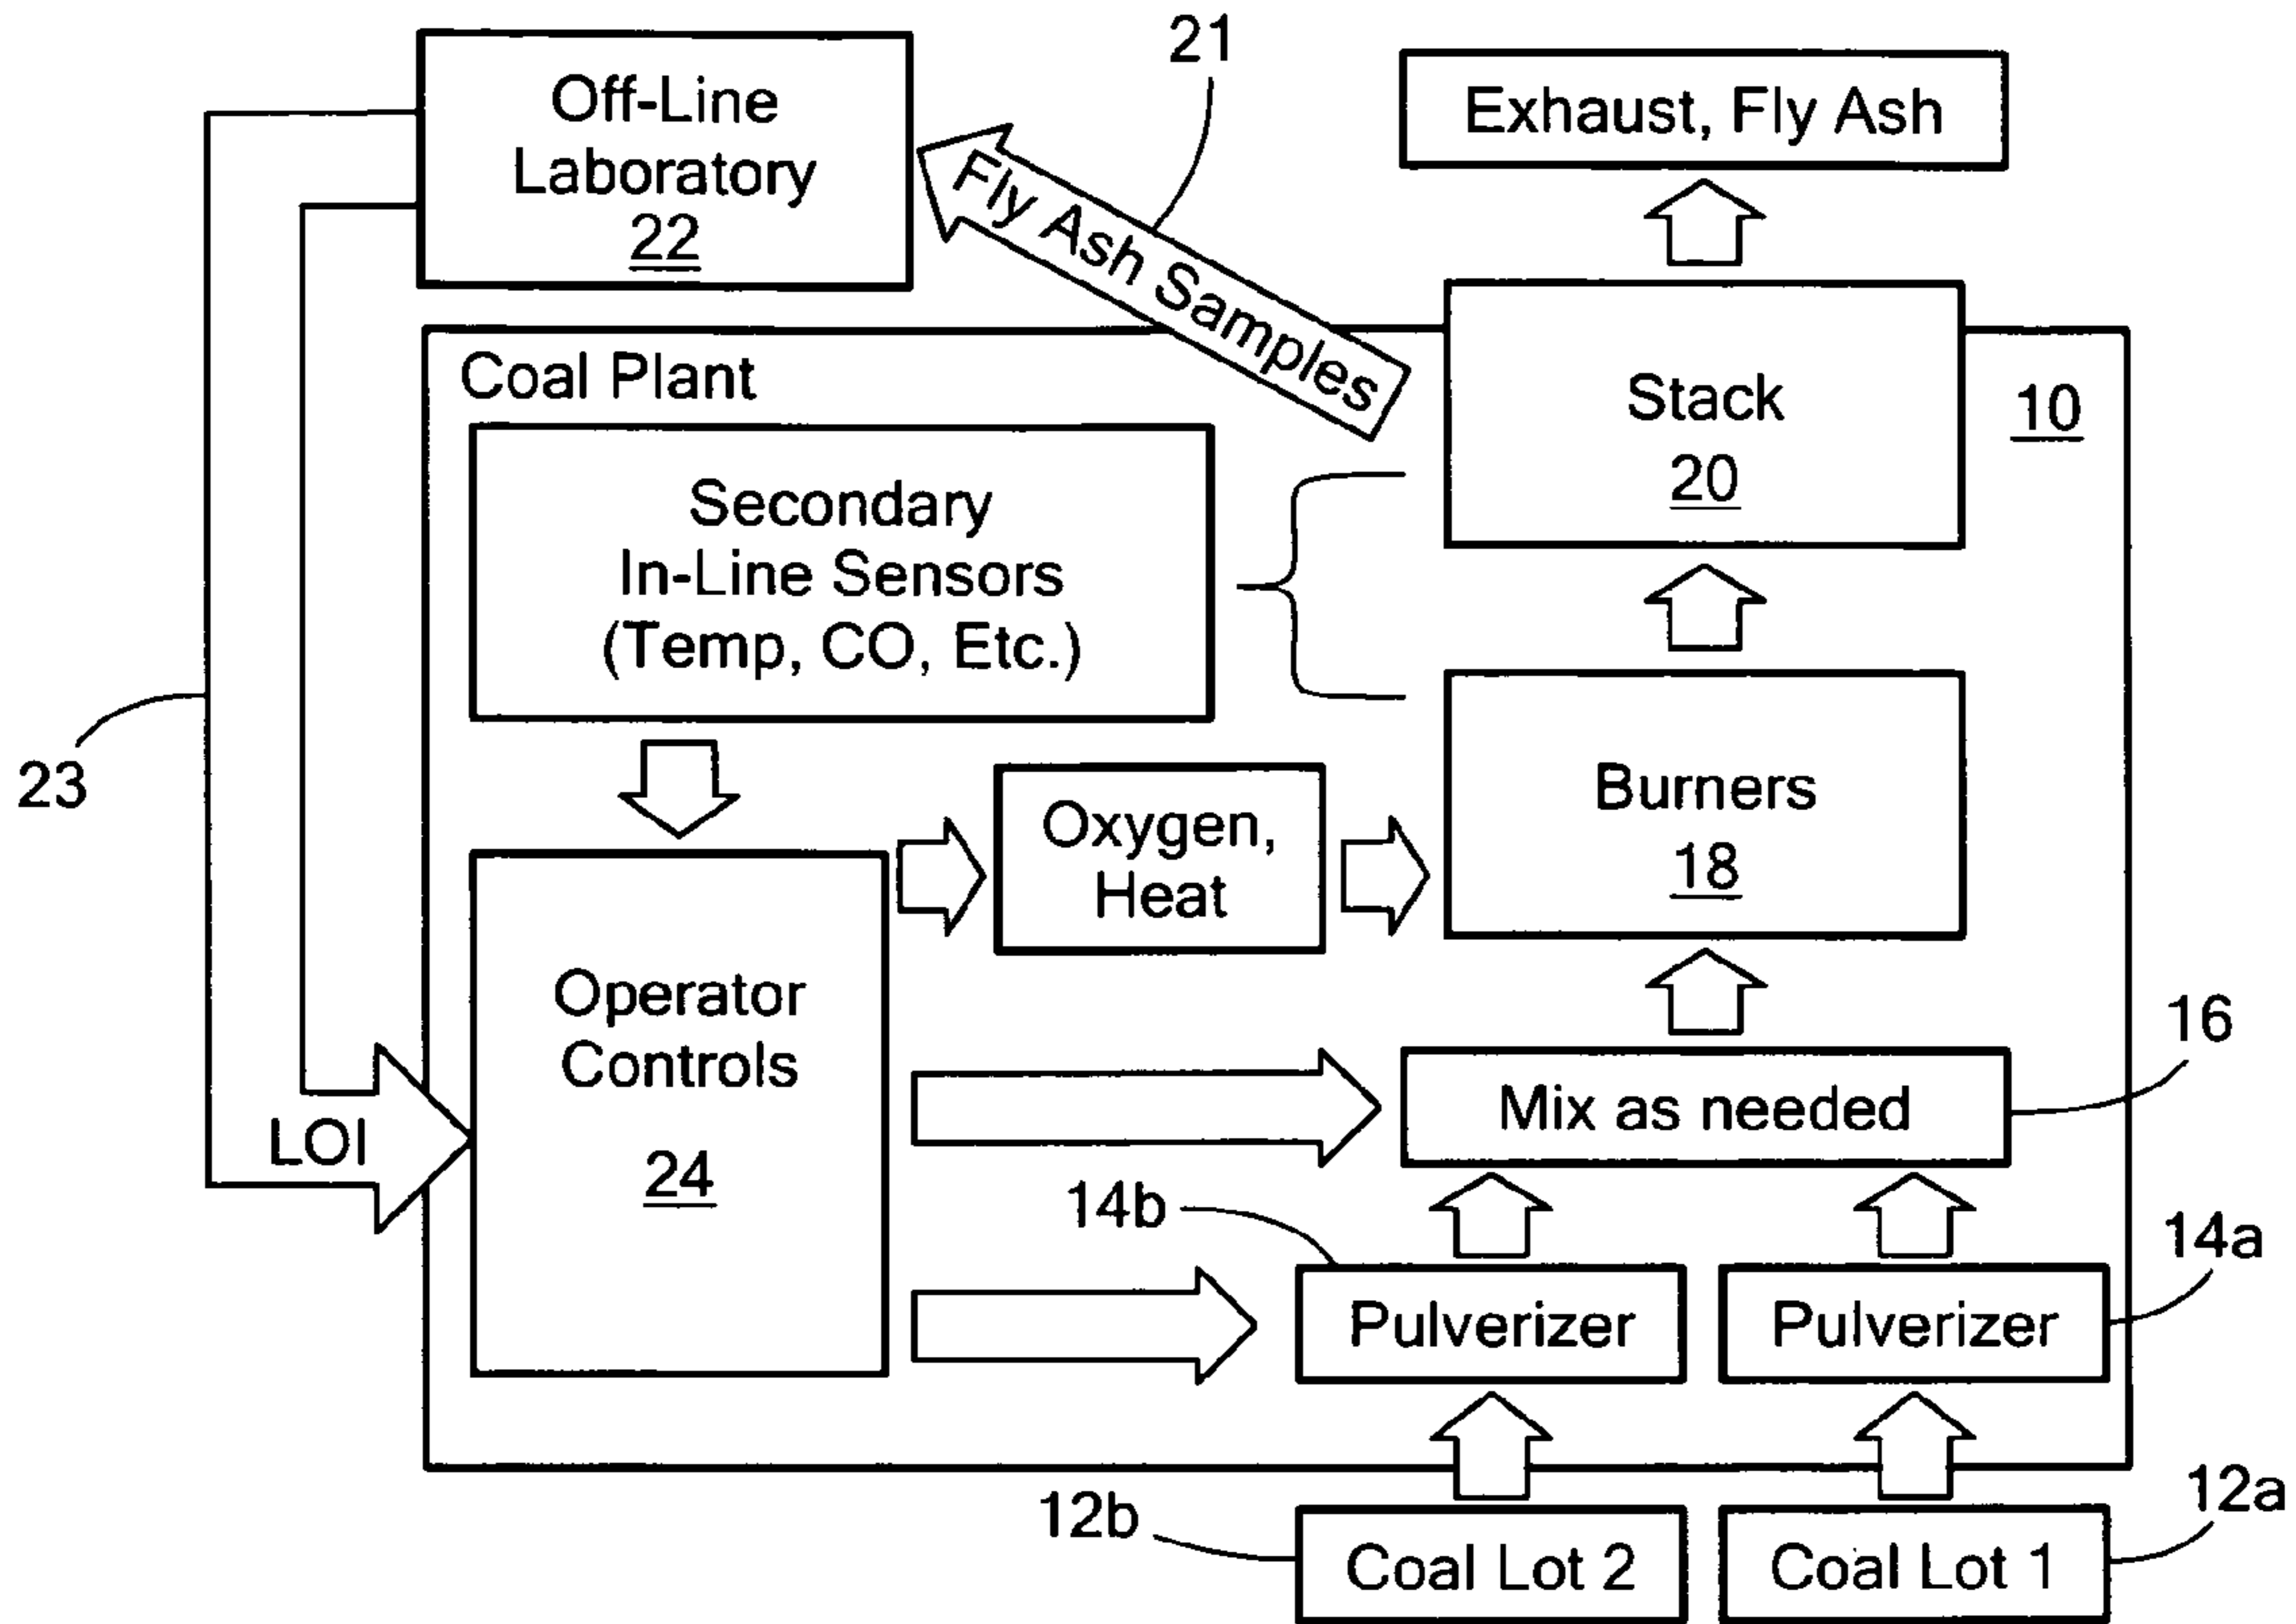 21
Off-Line
Laboratory
22
Exhaust, Fly Ash
Fly Ash Samples
Coal Plant
Stack
20
10
Secondary
In-Line Sensors
(Temp, CO, Etc.)
23
Oxygen,
Heat
Burners
18
Operator
Controls
24
16
Mix as needed
LOI
14b
14a
Pulverizer
Pulverizer
12b
12a
Coal Lot 2
Coal Lot 1